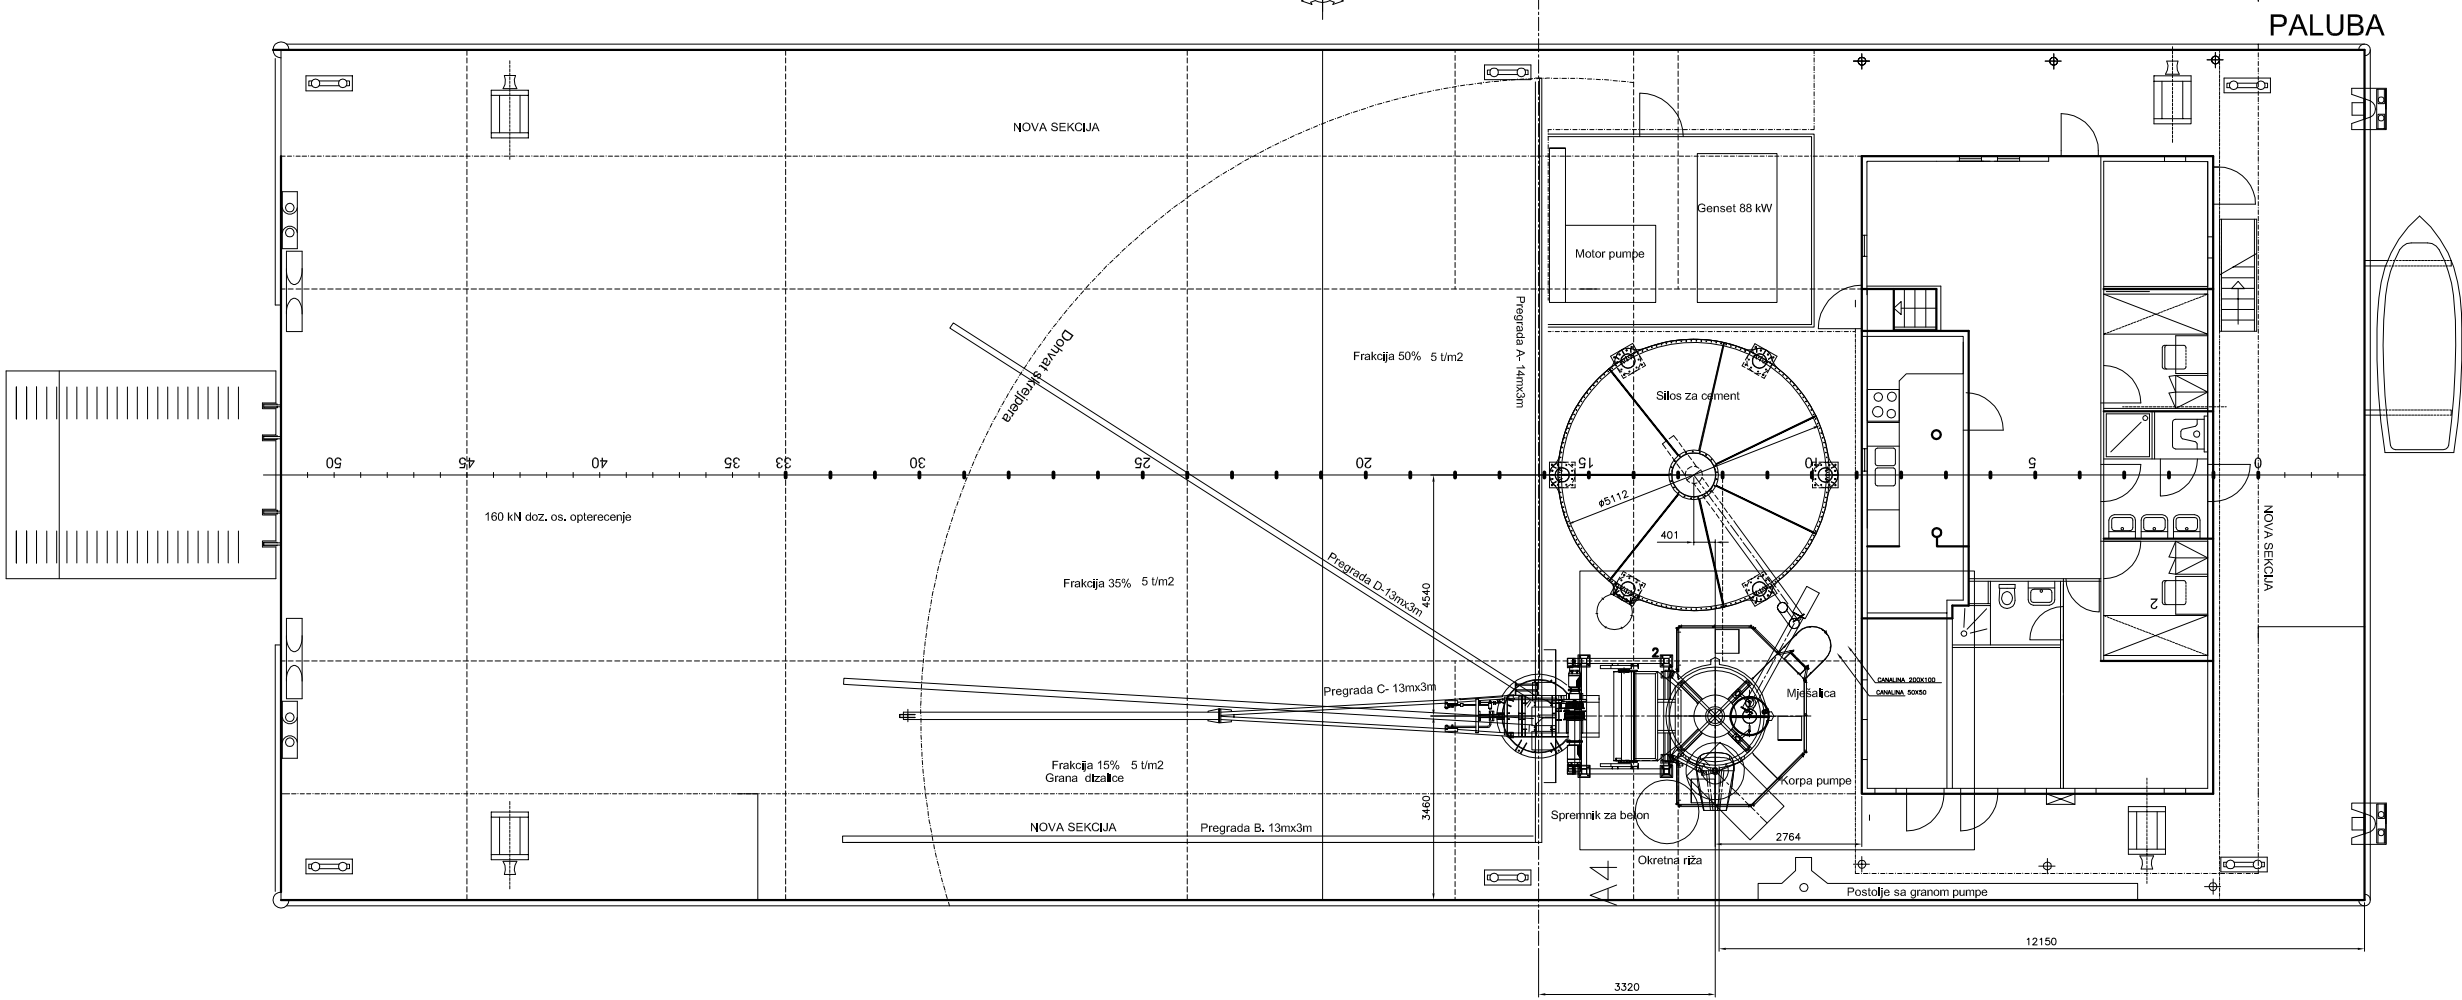 PALUBA
NOVA SEKCIJA
Genset 88 kW
Motor pumpe
Pregrada A- 14mx3m
Dohvat skrejpera
Frakcija 50% 5 t/m2
Silos za cement
50
45
40
35
33
30
25
20
15
10
5
0
ø5112
160 kN doz. os. opterecenje
401
NOVA SEKCIJA
Pregrada D-13mx3m
4540
Frakcija 35% 5 t/m2
2
2
CANALINA 200X100
CANALINA 50X50
Pregrada C- 13mx3m
Mješalica
Frakcija 15% 5 t/m2
Grana dizalice
Korpa pumpe
3460
Spremnik za beton
NOVA SEKCIJA
Pregrada B. 13mx3m
2764
Okretna riža
A4
Postolje sa granom pumpe
12150
3320